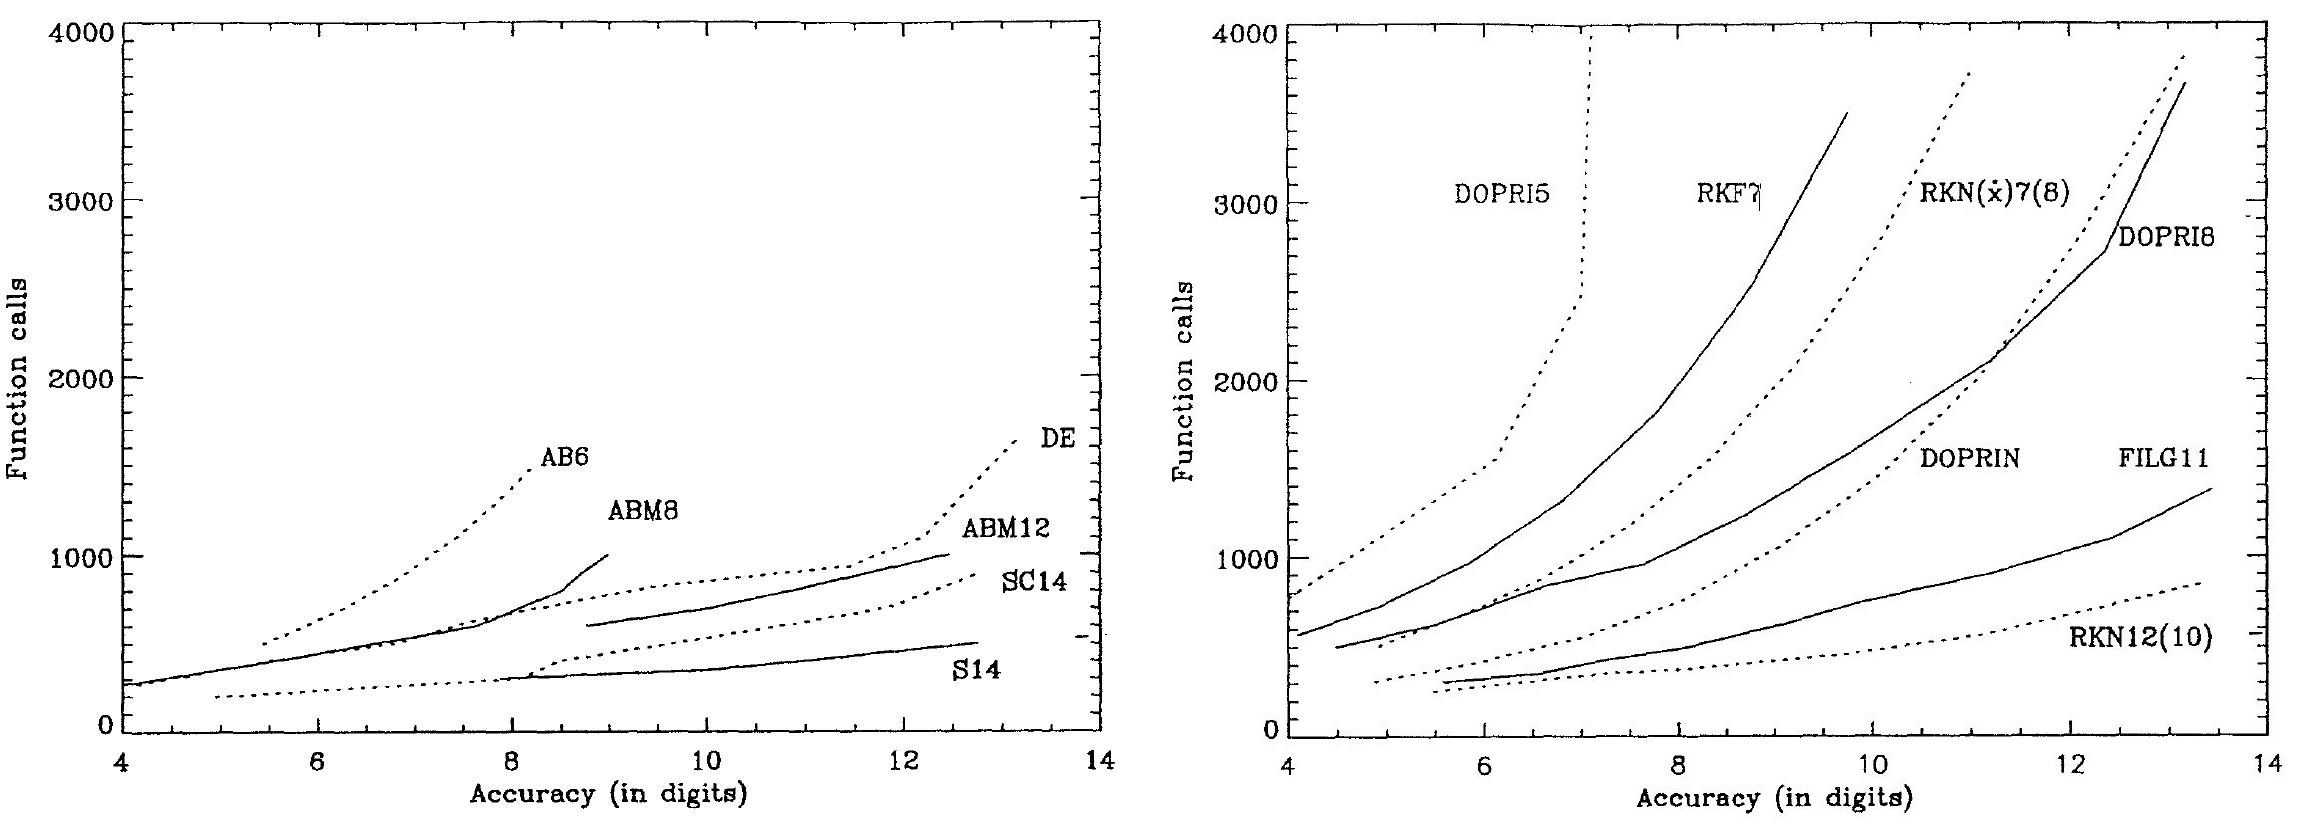 4000
3000
2000
1000
0
Function calls
AB6
ABM8
DE
ABM12
SC14
S14
4 6 8 10 12 14
Accuracy (in digits)
4000
3000
2000
1000
0
Function calls
DOPRI5
RKF7
RKN(ẋ)7(8)
DOPRI8
DOPRIN
FILG11
RKN12(10)
4 6 8 10 12 14
Accuracy (in digits)